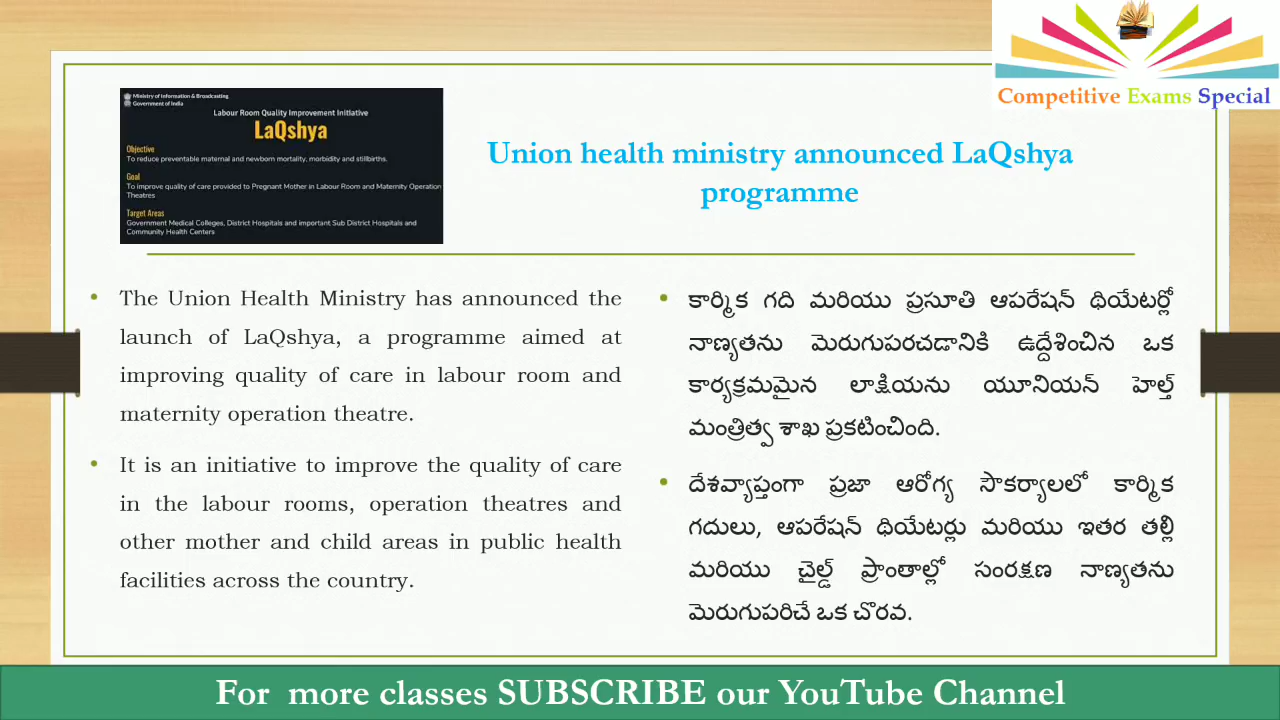 Competitive Exams Special
Ministry of Information & Broadcasting
Government of India
Labour Room Quality Improvement Initiative
LaQshya
Objective
To reduce preventable maternal and newborn mortality, morbidity and stillbirths.
Goal
To improve quality of care provided to Pregnant Mother in Labour Room and Maternity Operation
Theatres
Target Areas
Government Medical Colleges, District Hospitals and important Sub District Hospitals and
Community Health Centers
Union health ministry announced LaQshya
programme
• The Union Health Ministry has announced the
launch of LaQshya, a programme aimed at
improving quality of care in labour room and
maternity operation theatre.
• It is an initiative to improve the quality of care
in the labour rooms, operation theatres and
other mother and child areas in public health
facilities across the country.
• కార్మిక గది మరియు ప్రసూతి ఆపరేషన్ థియేటర్లో
నాణ్యతను మెరుగుపరచడానికి ఉద్దేశించిన ఒక
కార్యక్రమమైన లాక్షియను యూనియన్ హెల్త్
మంత్రిత్వ శాఖ ప్రకటించింది.
• దేశవ్యాప్తంగా ప్రజా ఆరోగ్య సౌకర్యాలలో కార్మిక
గదులు, ఆపరేషన్ థియేటర్లు మరియు ఇతర తల్లి
మరియు చైల్డ్ ప్రాంతాల్లో సంరక్షణ నాణ్యతను
మెరుగుపరిచే ఒక చొరవ.
For more classes SUBSCRIBE our YouTube Channel